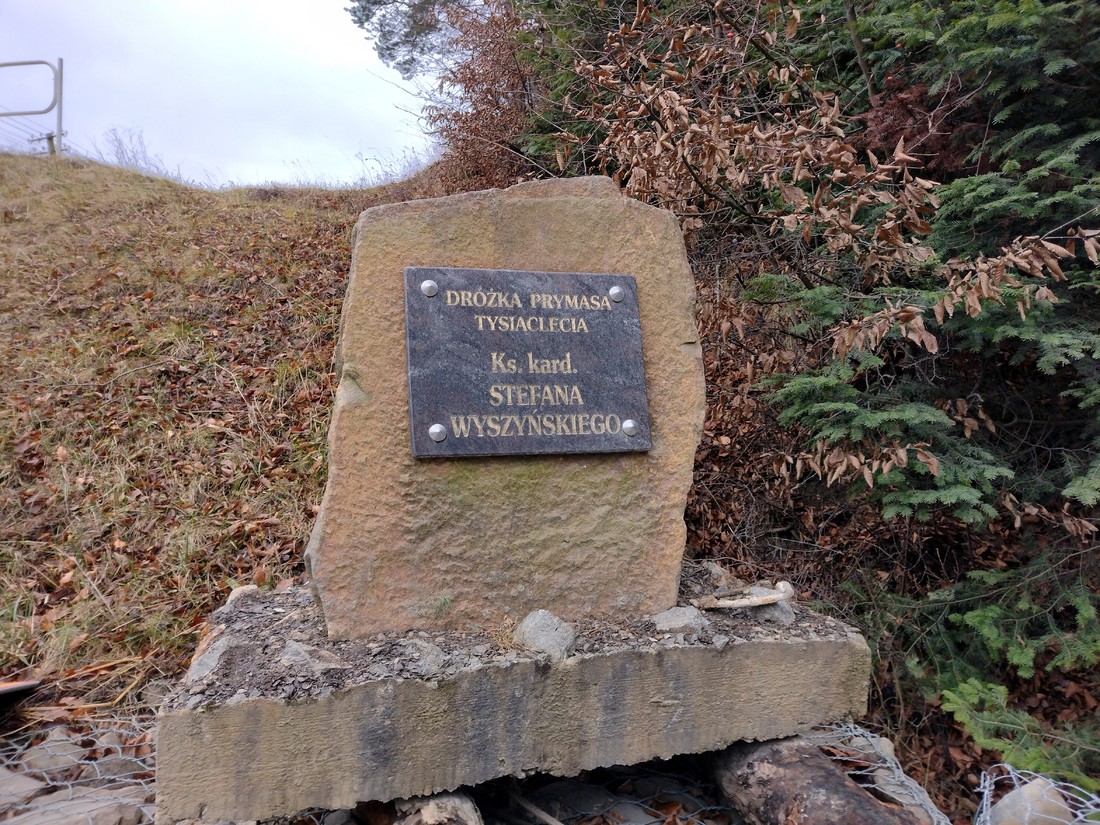 DRÓŻKA PRYMASA
TYSIĄCLECIA
Ks. kard.
STEFANA
WYSZYŃSKIEGO